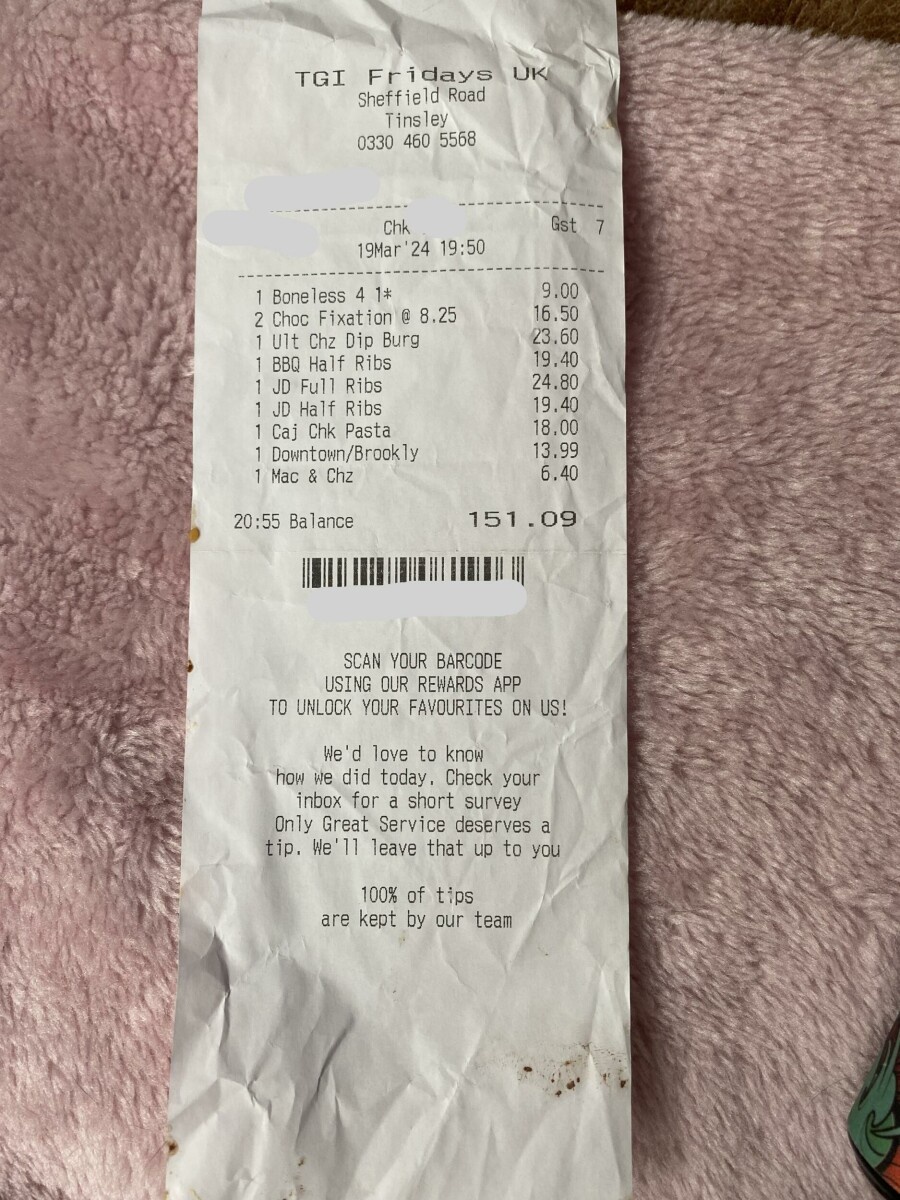 TGI Fridays UK
Sheffield Road
Tinsley
0330 460 5568
Chk Gst 7
19Mar'24 19:50
1 Boneless 4 1* 9.00
2 Choc Fixation @ 8.25 16.50
1 Ult Chz Dip Burg 23.60
1 BBQ Half Ribs 19.40
1 JD Full Ribs 24.80
1 JD Half Ribs 19.40
1 Caj Chk Pasta 18.00
1 Downtown/Brookly 13.99
1 Mac & Chz 6.40
20:55 Balance 151.09
SCAN YOUR BARCODE
USING OUR REWARDS APP
TO UNLOCK YOUR FAVOURITES ON US!
We'd love to know
how we did today. Check your
inbox for a short survey
Only Great Service deserves a
tip. We'll leave that up to you
100% of tips
are kept by our team